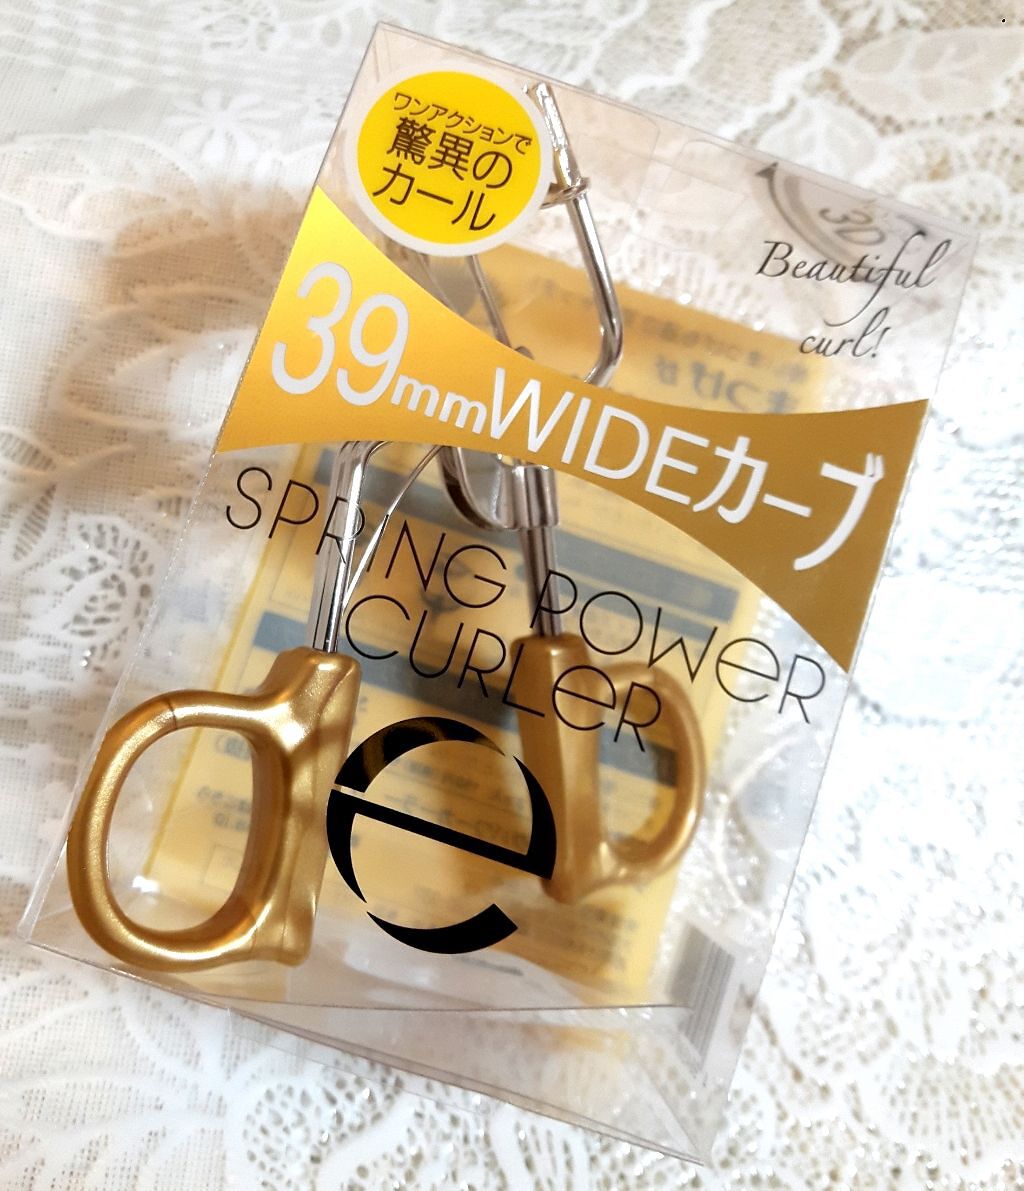 ワンアクションで
驚異の
カール
3D
Beautiful
curl!
39mmWIDEカーブ
SPRING POWeR
CURLeR
e